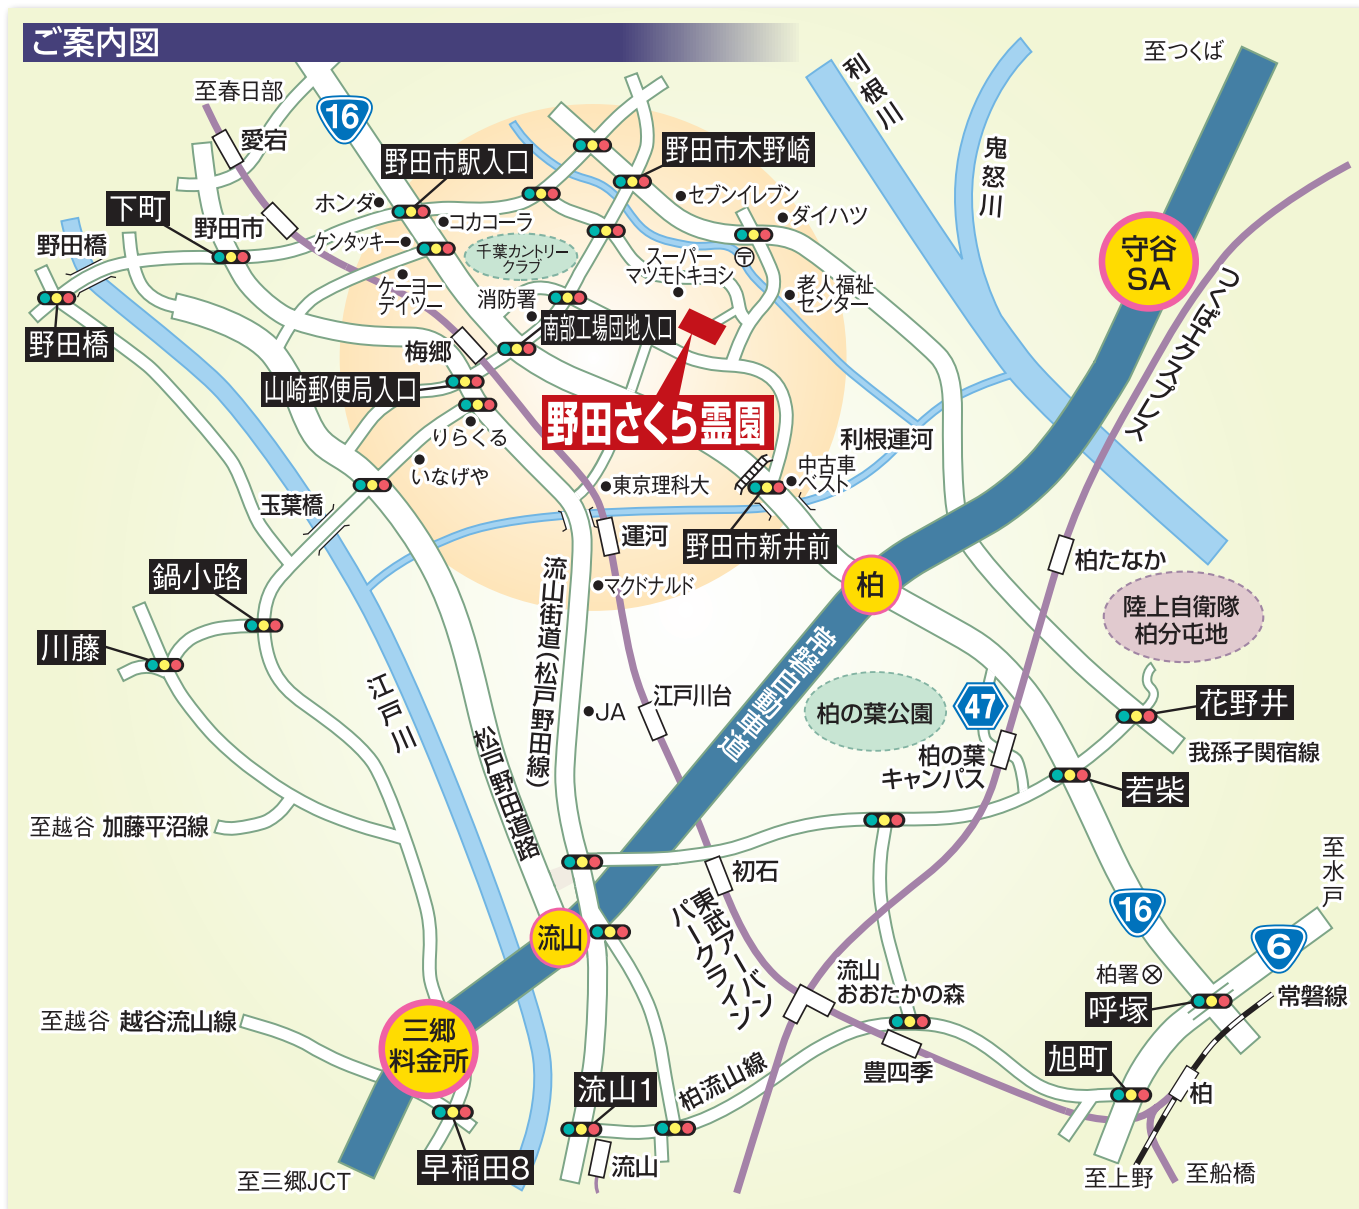 ご案内図
至つくば
利根川
鬼怒川
至春日部
16
愛宕
野田市駅入口
野田市木野崎
セブンイレブン
ダイハツ
下町
ホンダ
コカコーラ
野田市
ケンタッキー
千葉カントリー
クラブ
スーパー
マツモトキヨシ
〒
守谷
SA
野田橋
ケーヨー
デイツー
消防署
老人福祉
センター
つくばエクスプレス
野田橋
南部工場団地入口
梅郷
山崎郵便局入口
野田さくら霊園
りらくる
いなげや
利根運河
中古車
ベスト
東京理科大
玉葉橋
運河
野田市新井前
柏たなか
鍋小路
流山街道(松戸野田線)
マクドナルド
柏
陸上自衛隊
柏分屯地
川藤
常磐自動車道
江戸川
江戸川台
JA
柏の葉公園
47
花野井
松戸野田道路
柏の葉
キャンパス
我孫子関宿線
若柴
至越谷 加藤平沼線
初石
至水戸
東武アーバン
パークライン
16
6
流山
流山
おおたかの森
柏署
呼塚
常磐線
至越谷 越谷流山線
三郷
料金所
豊四季
旭町
柏流山線
流山1
柏
早稲田8
流山
至三郷JCT
至上野
至船橋